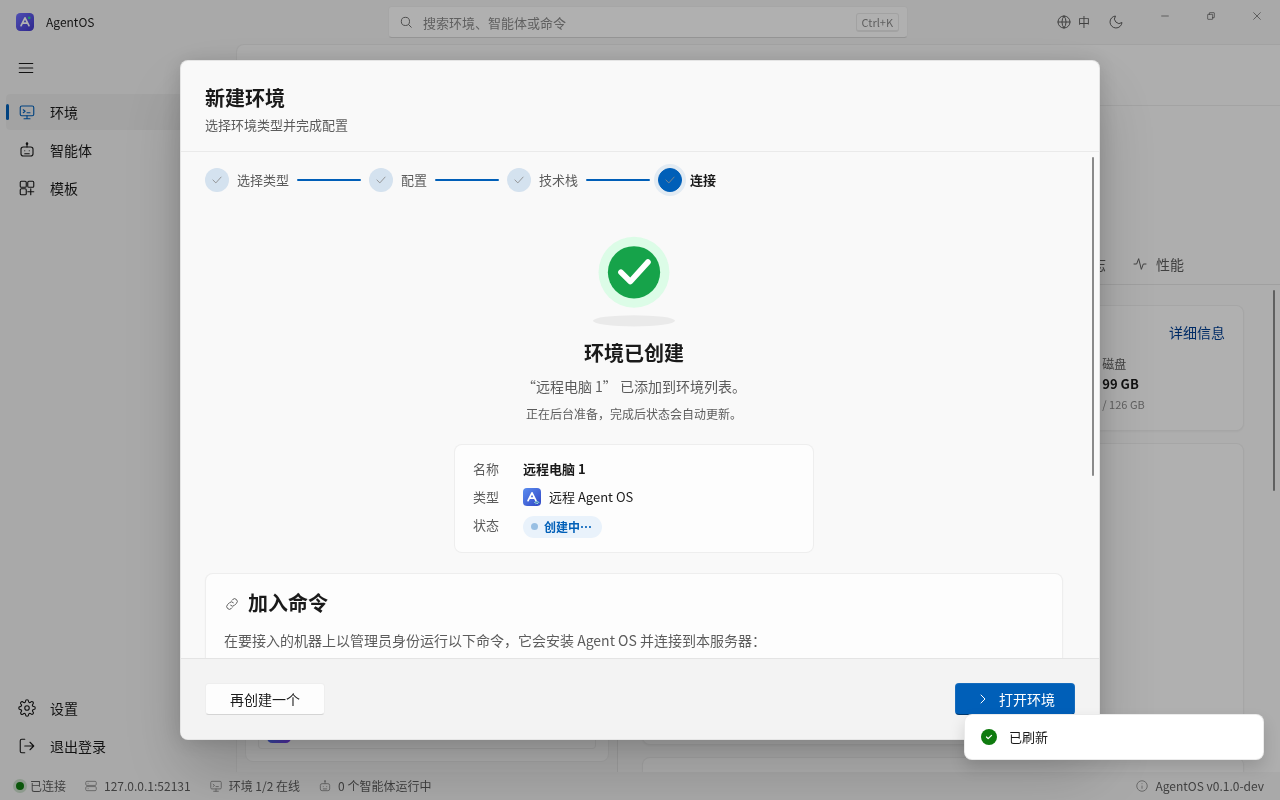 AgentOS
搜索环境、智能体或命令
Ctrl+K
中
环境
智能体
模板
新建环境
选择环境类型并完成配置
选择类型
配置
技术栈
连接
性能
详细信息
磁盘
99 GB
/ 126 GB
环境已创建
“远程电脑 1” 已添加到环境列表。
正在后台准备，完成后状态会自动更新。
名称 远程电脑 1
类型 远程 Agent OS
状态 创建中···
加入命令
在要接入的机器上以管理员身份运行以下命令，它会安装 Agent OS 并连接到本服务器：
再创建一个
打开环境
已刷新
设置
退出登录
已连接
127.0.0.1:52131
环境 1/2 在线
0 个智能体运行中
AgentOS v0.1.0-dev